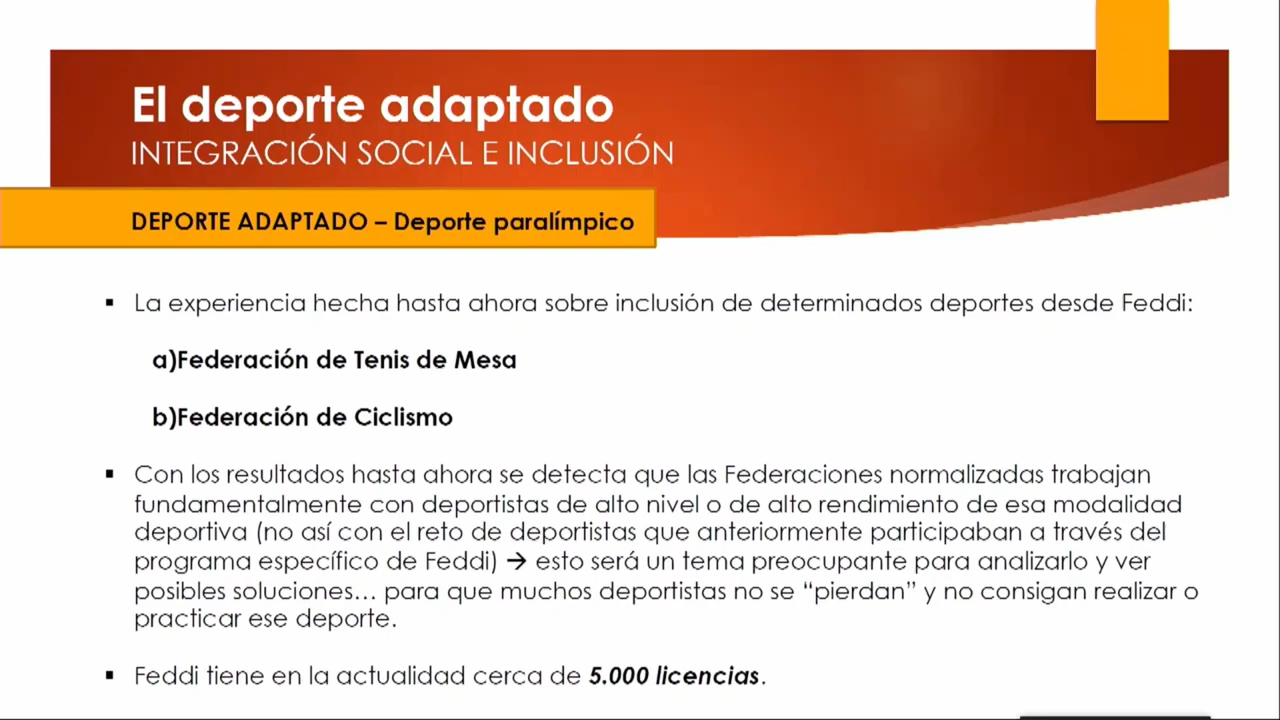 El deporte adaptado
INTEGRACIÓN SOCIAL E INCLUSIÓN
DEPORTE ADAPTADO – Deporte paralímpico
▪ La experiencia hecha hasta ahora sobre inclusión de determinados deportes desde Feddi:
a)Federación de Tenis de Mesa
b)Federación de Ciclismo
▪ Con los resultados hasta ahora se detecta que las Federaciones normalizadas trabajan
fundamentalmente con deportistas de alto nivel o de alto rendimiento de esa modalidad
deportiva (no así con el reto de deportistas que anteriormente participaban a través del
programa específico de Feddi) → esto será un tema preocupante para analizarlo y ver
posibles soluciones… para que muchos deportistas no se “pierdan” y no consigan realizar o
practicar ese deporte.
▪ Feddi tiene en la actualidad cerca de 5.000 licencias.